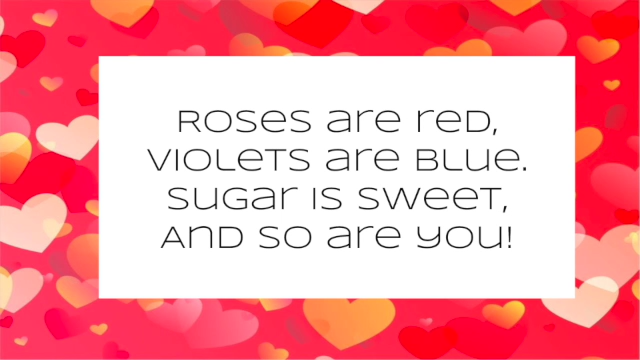 Roses are red,
Violets are blue.
Sugar is sweet,
And so are you!